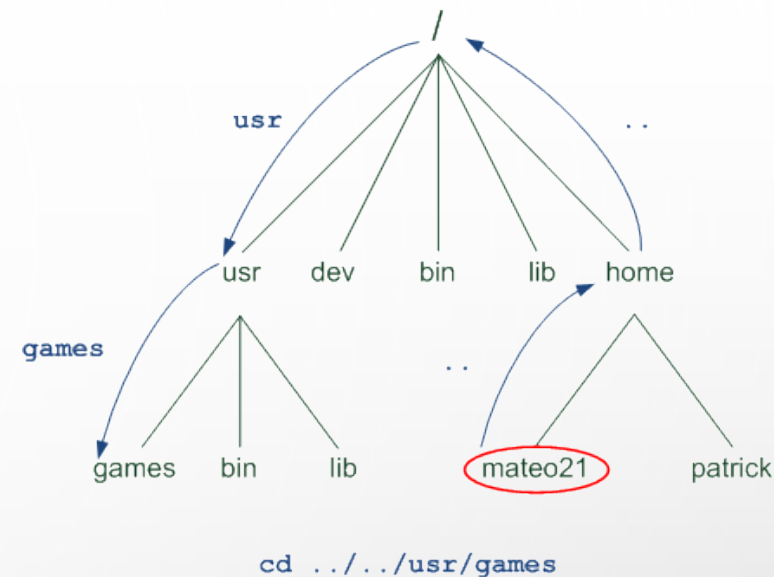 /
usr ..
usr dev bin lib home
games ..
games bin lib mateo21 patrick
cd ../../usr/games